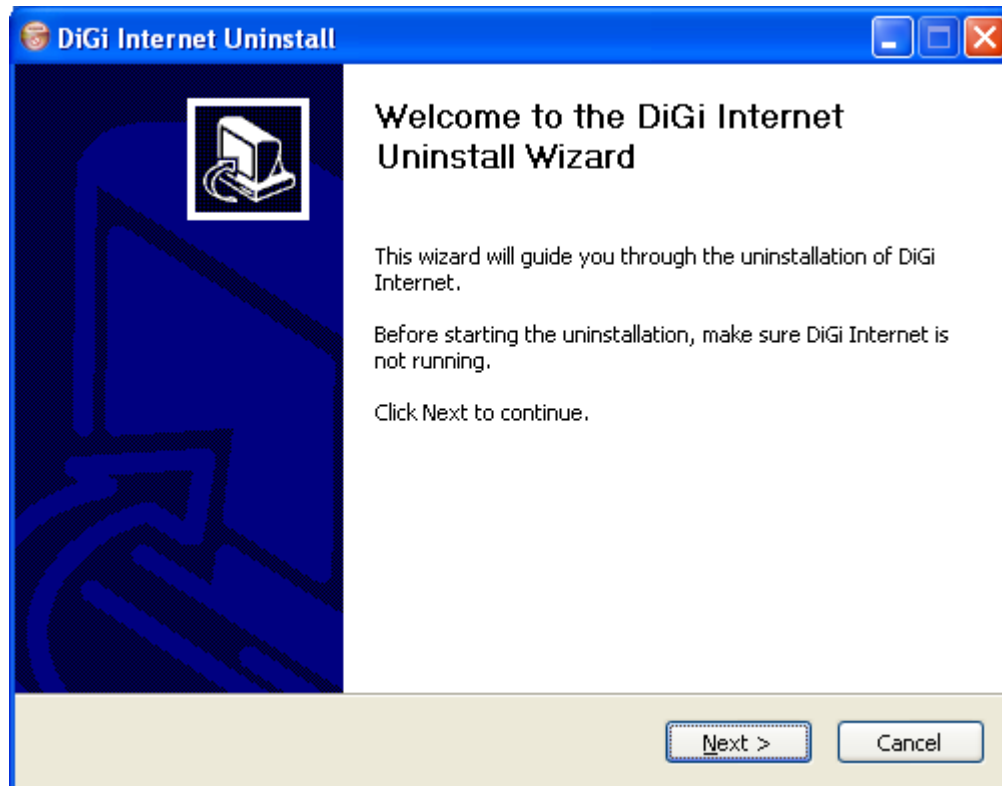 DiGi Internet Uninstall
Welcome to the DiGi Internet
Uninstall Wizard
This wizard will guide you through the uninstallation of DiGi
Internet.
Before starting the uninstallation, make sure DiGi Internet is
not running.
Click Next to continue.
Next >
Cancel